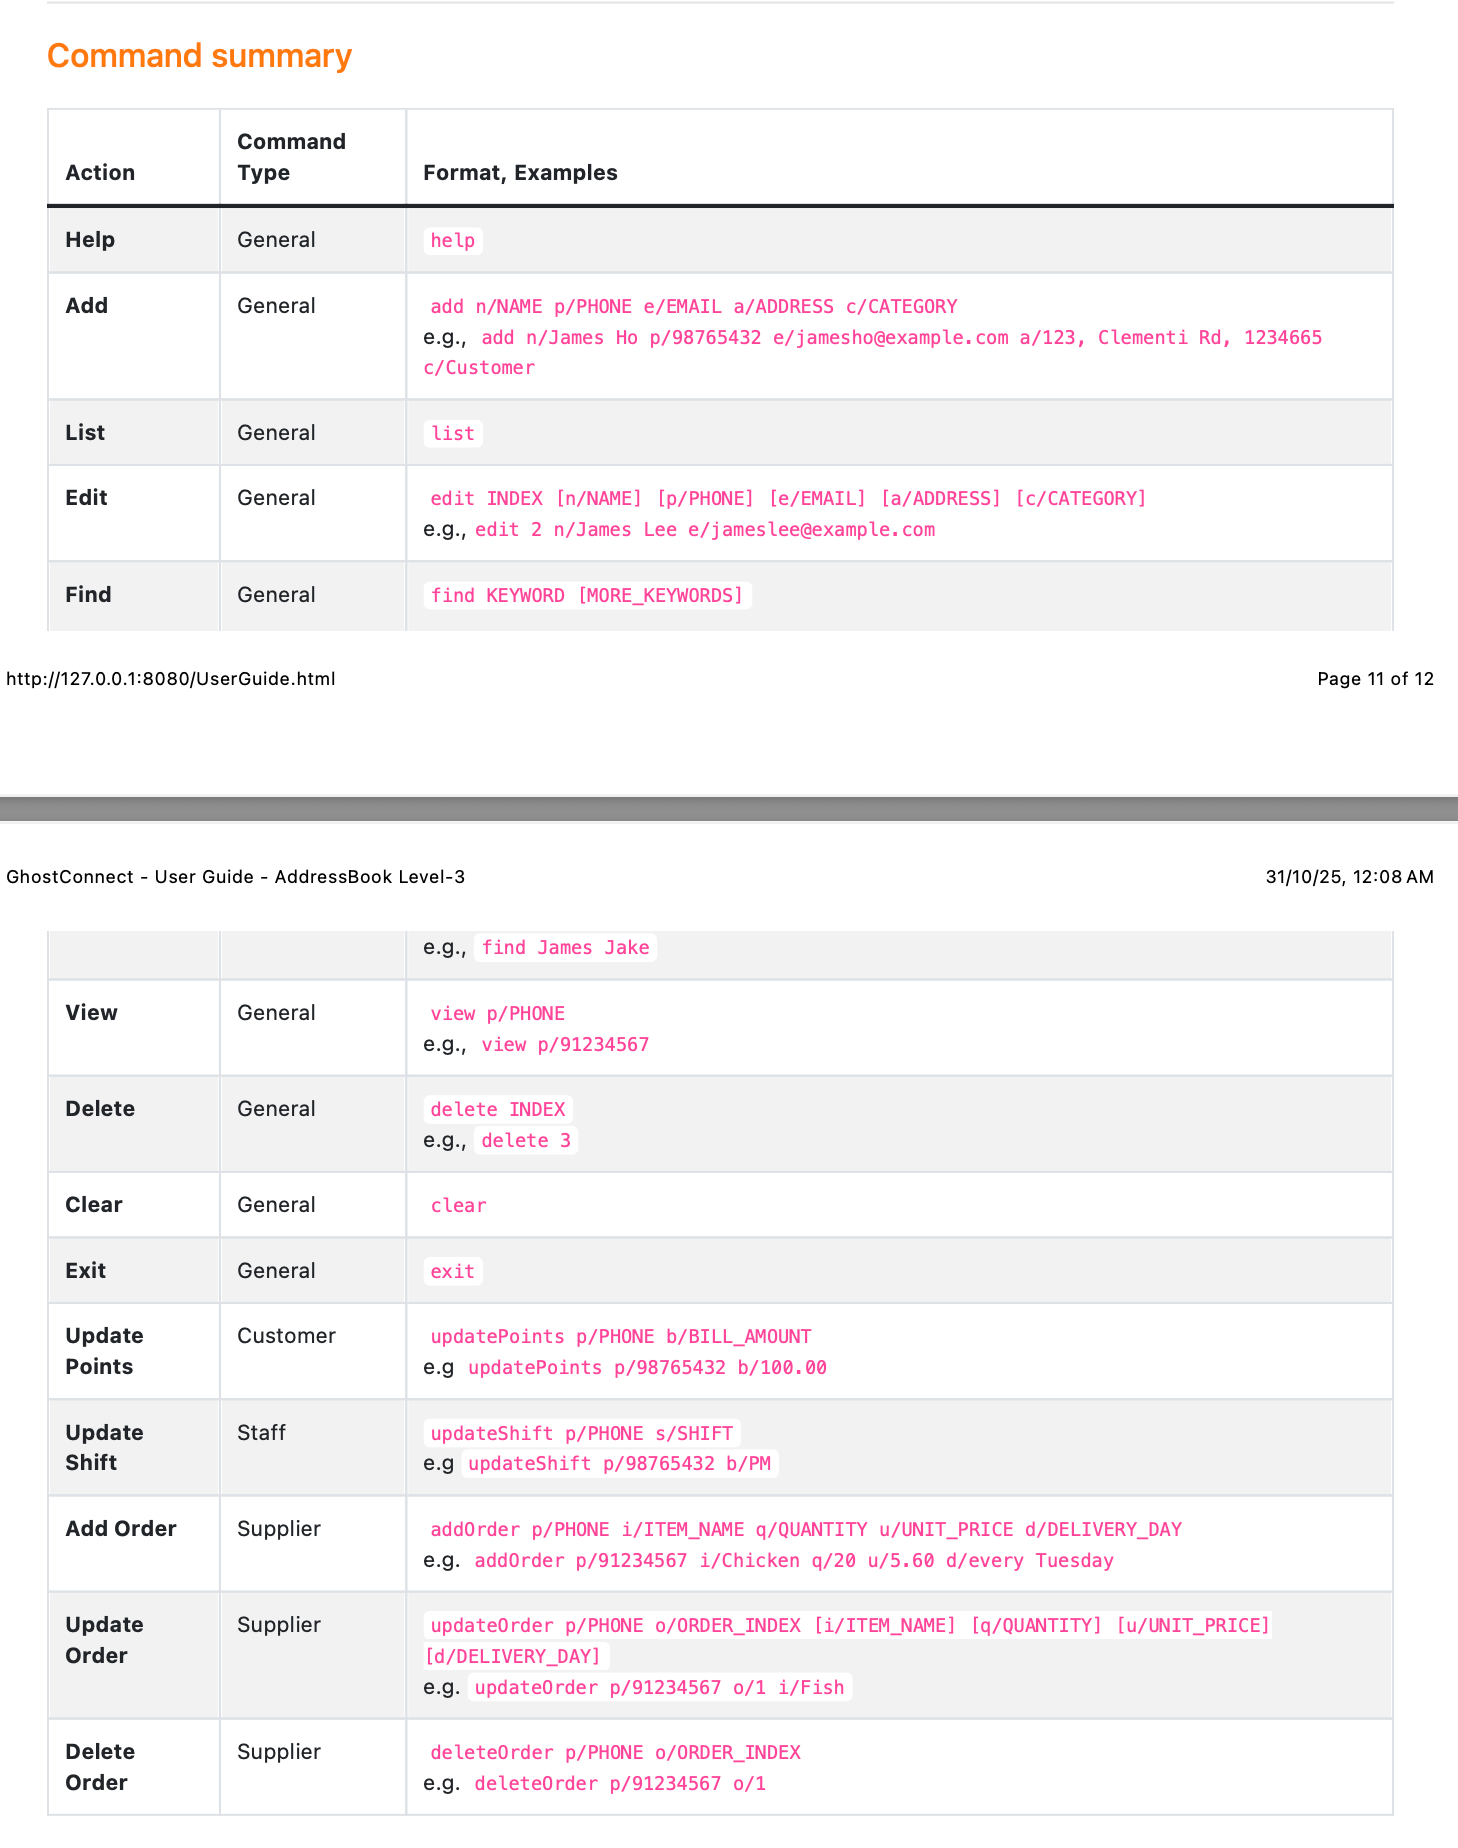 Command summary
Action
Command
Type
Format, Examples
Help
General
help
Add
General
add n/NAME p/PHONE e/EMAIL a/ADDRESS c/CATEGORY
e.g., add n/James Ho p/98765432 e/jamesho@example.com a/123, Clementi Rd, 1234665
c/Customer
List
General
list
Edit
General
edit INDEX [n/NAME] [p/PHONE] [e/EMAIL] [a/ADDRESS] [c/CATEGORY]
e.g., edit 2 n/James Lee e/jameslee@example.com
Find
General
find KEYWORD [MORE_KEYWORDS]
http://127.0.0.1:8080/UserGuide.html
Page 11 of 12
GhostConnect - User Guide - AddressBook Level-3
31/10/25, 12:08 AM
e.g., find James Jake
View
General
view p/PHONE
e.g., view p/91234567
Delete
General
delete INDEX
e.g., delete 3
Clear
General
clear
Exit
General
exit
Update
Points
Customer
updatePoints p/PHONE b/BILL_AMOUNT
e.g updatePoints p/98765432 b/100.00
Update
Shift
Staff
updateShift p/PHONE s/SHIFT
e.g updateShift p/98765432 b/PM
Add Order
Supplier
addOrder p/PHONE i/ITEM_NAME q/QUANTITY u/UNIT_PRICE d/DELIVERY_DAY
e.g. addOrder p/91234567 i/Chicken q/20 u/5.60 d/every Tuesday
Update
Order
Supplier
updateOrder p/PHONE o/ORDER_INDEX [i/ITEM_NAME] [q/QUANTITY] [u/UNIT_PRICE]
[d/DELIVERY_DAY]
e.g. updateOrder p/91234567 o/1 i/Fish
Delete
Order
Supplier
deleteOrder p/PHONE o/ORDER_INDEX
e.g. deleteOrder p/91234567 o/1